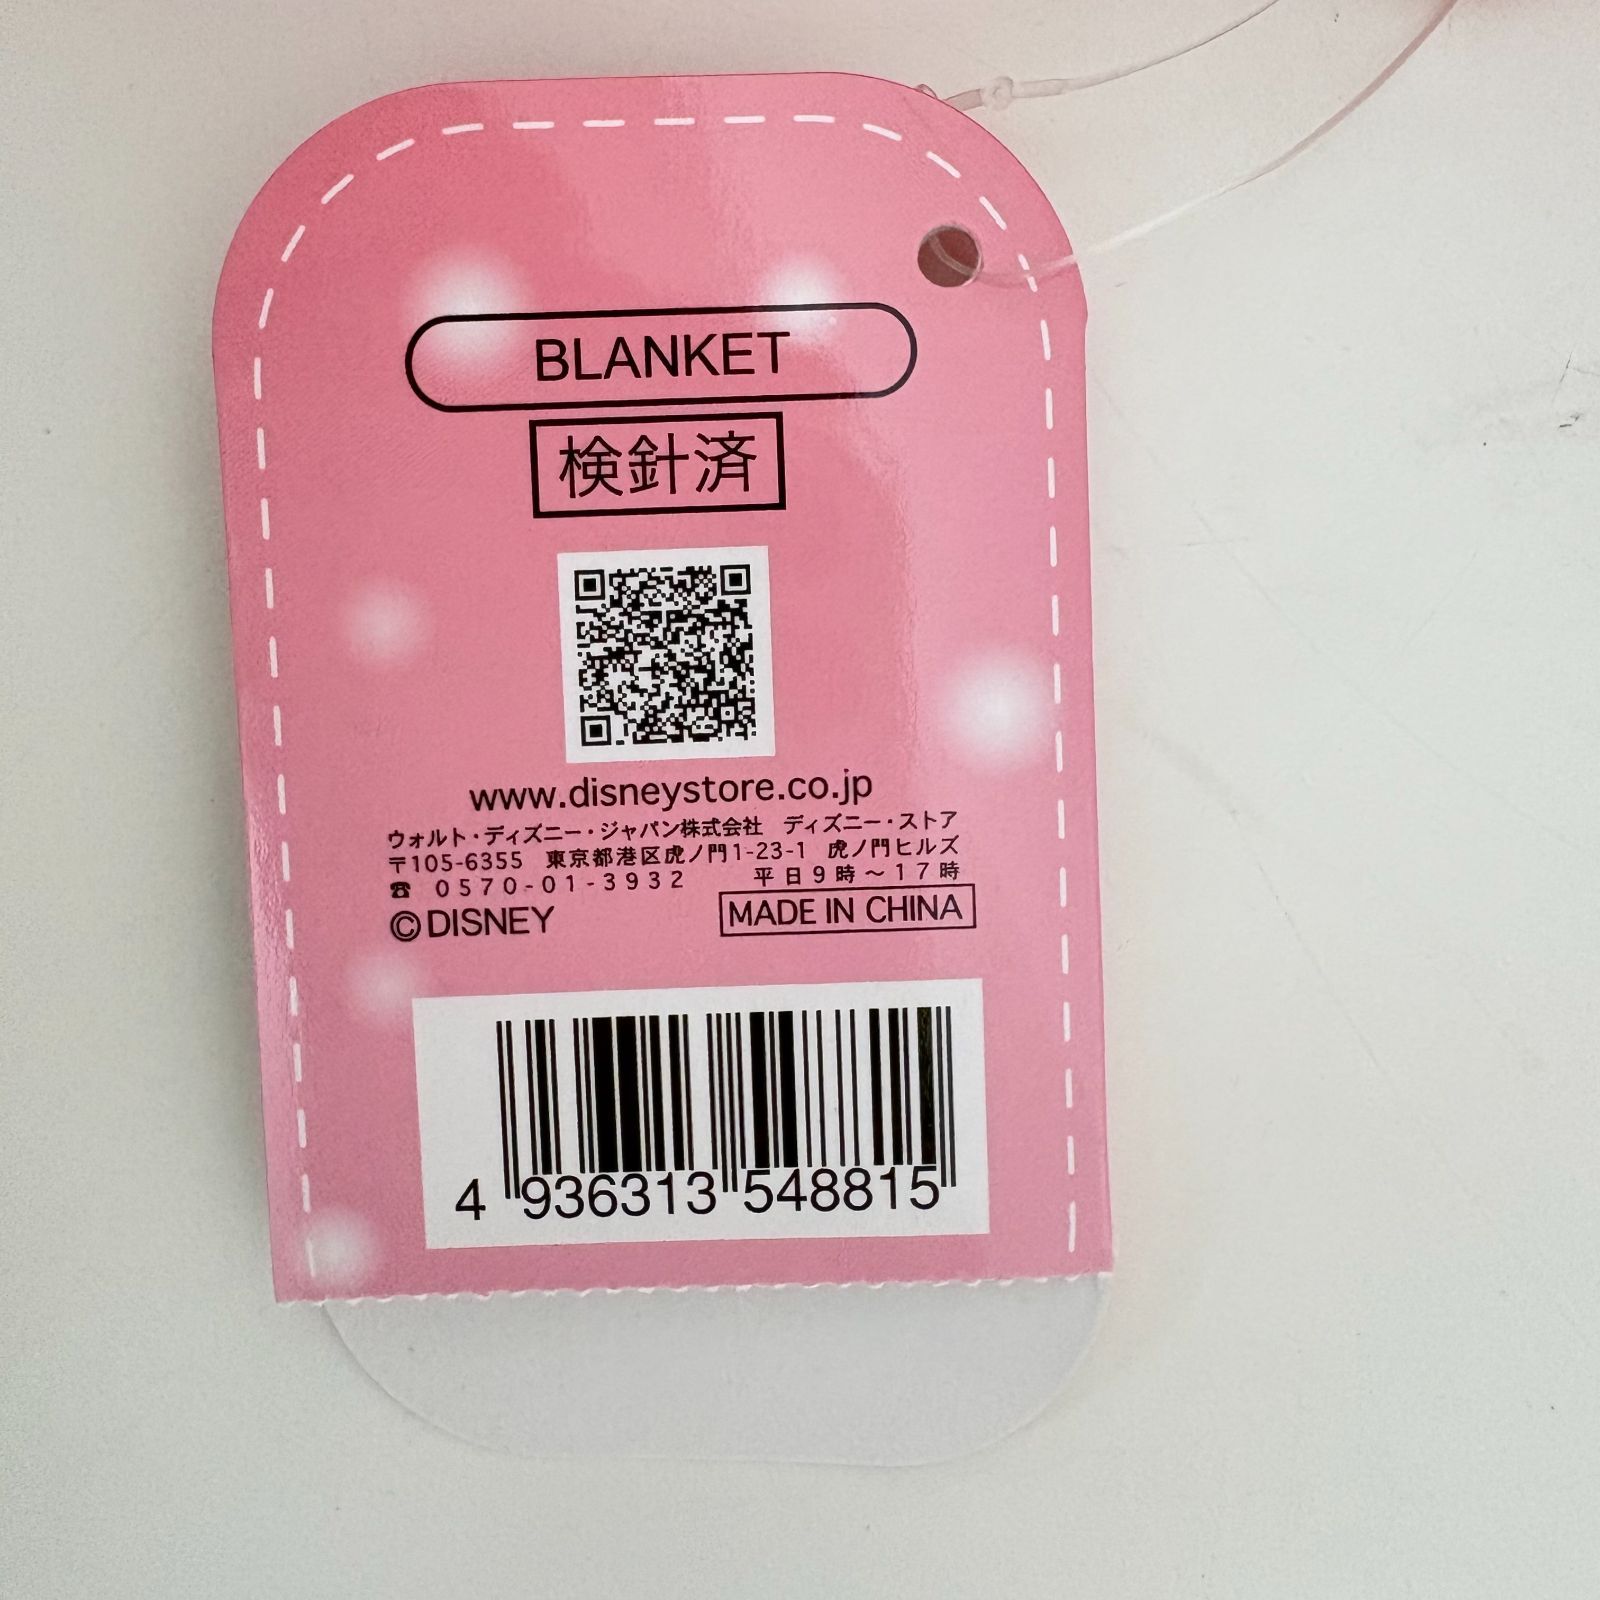 BLANKET
検針済
www.disneystore.co.jp
ウォルト・ディズニー・ジャパン株式会社　ディズニー・ストア
〒105-6355　東京都港区虎ノ門1-23-1　虎ノ門ヒルズ
☎ 0570-01-3932　平日9時～17時
©DISNEY　MADE IN CHINA
4 936313 548815